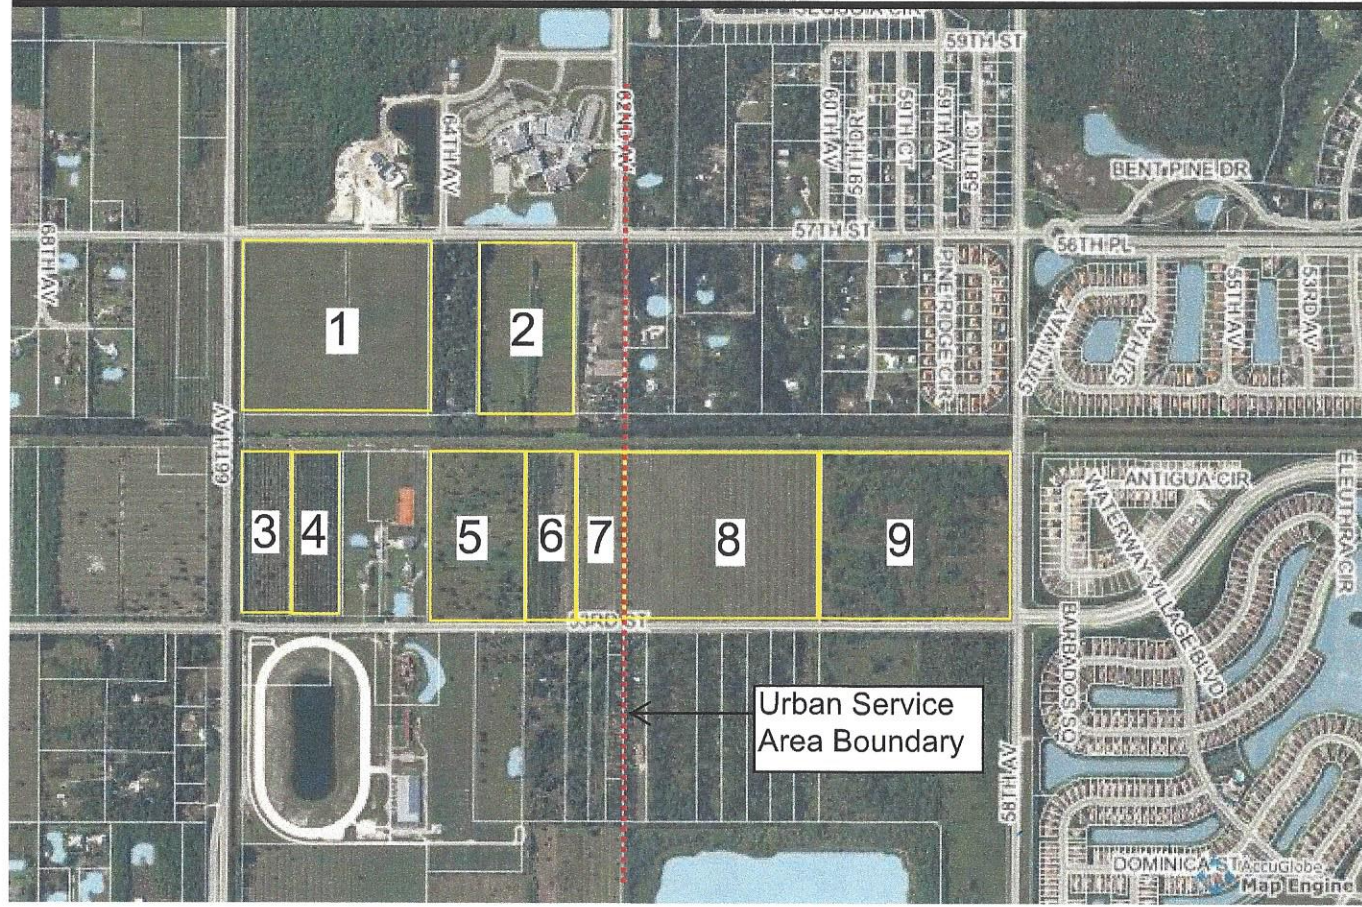 SEQUOIA CIR
59TH ST
62ND AV
64TH AV
60TH AV
59TH DR
59TH CT
59TH AV
58TH CT
BENT PINE DR
68TH AV
57TH ST
56TH PL
PINE RIDGE CIR
57TH WAY
57TH AV
55TH AV
53RD AV
1
2
66TH AV
ANTIGUA CIR
WATERWAY VILLAGE BLVD
ELEUTHRA CIR
3
4
5
6
7
8
9
53RD ST
BARBADOS SQ
Urban Service
Area Boundary
58TH AV
DOMINICA ST
AccuGlobe
Map Engine